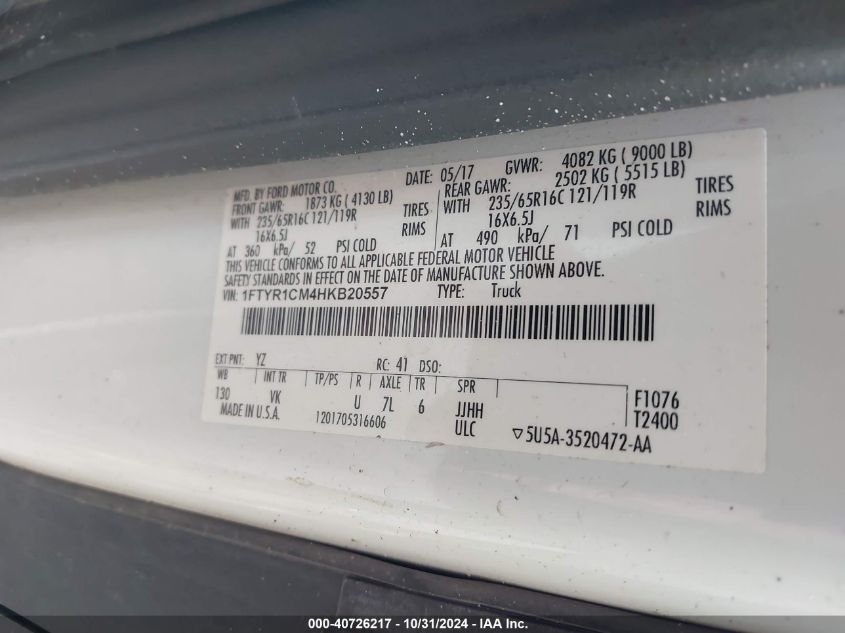 MFD. BY FORD MOTOR CO.
DATE: 05/17 GVWR: 4082 KG ( 9000 LB)
FRONT GAWR: 1873 KG ( 4130 LB)
REAR GAWR: 2502 KG ( 5515 LB)
WITH 235/65R16C 121/119R TIRES
WITH 235/65R16C 121/119R TIRES
16X6.5J RIMS
16X6.5J RIMS
AT 360 kPa/ 52 PSI COLD
AT 490 kPa/ 71 PSI COLD
THIS VEHICLE CONFORMS TO ALL APPLICABLE FEDERAL MOTOR VEHICLE
SAFETY STANDARDS IN EFFECT ON THE DATE OF MANUFACTURE SHOWN ABOVE.
VIN: 1FTYR1CM4HKB20557 TYPE: Truck
EXT PNT: YZ RC: 41 DSO:
WB INT TR TP/PS R AXLE TR SPR
130 VK U 7L 6 JJHH F1076
MADE IN U.S.A. 1201705316606 ULC T2400
▽5U5A-3520472-AA
000-40726217 - 10/31/2024 - IAA Inc.